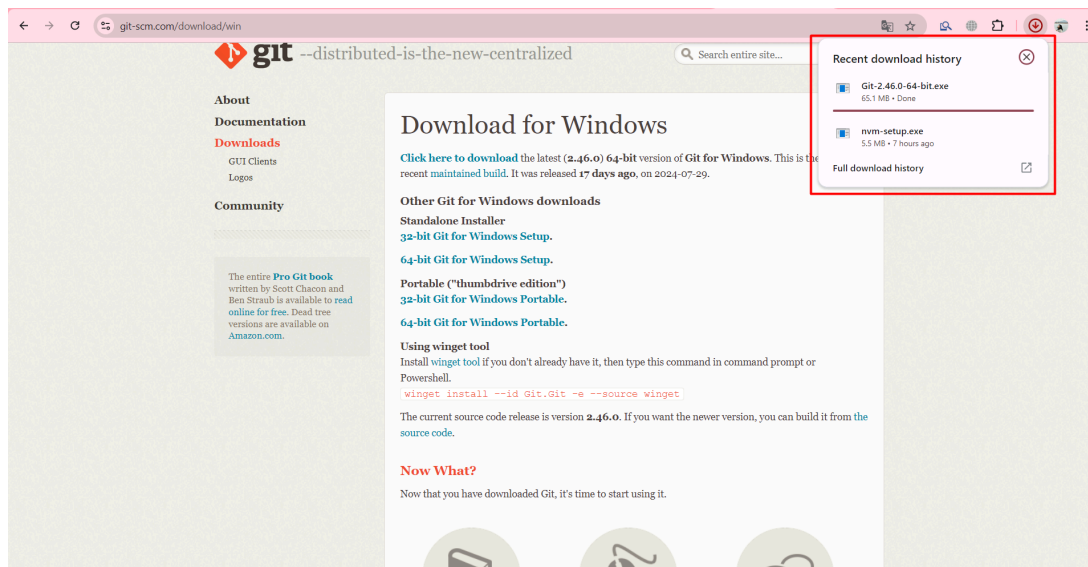 git-scm.com/download/win
git --distributed-is-the-new-centralized
Search entire site...
Recent download history
Git-2.46.0-64-bit.exe
65.1 MB • Done
nvm-setup.exe
5.5 MB • 7 hours ago
Full download history
About
Documentation
Downloads
GUI Clients
Logos
Community
The entire Pro Git book
written by Scott Chacon and
Ben Straub is available to read
online for free. Dead tree
versions are available on
Amazon.com.
Download for Windows
Click here to download the latest (2.46.0) 64-bit version of Git for Windows. This is the
recent maintained build. It was released 17 days ago, on 2024-07-29.
Other Git for Windows downloads
Standalone Installer
32-bit Git for Windows Setup.
64-bit Git for Windows Setup.
Portable ("thumbdrive edition")
32-bit Git for Windows Portable.
64-bit Git for Windows Portable.
Using winget tool
Install winget tool if you don't already have it, then type this command in command prompt or
Powershell.
winget install --id Git.Git -e --source winget
The current source code release is version 2.46.0. If you want the newer version, you can build it from the
source code.
Now What?
Now that you have downloaded Git, it's time to start using it.